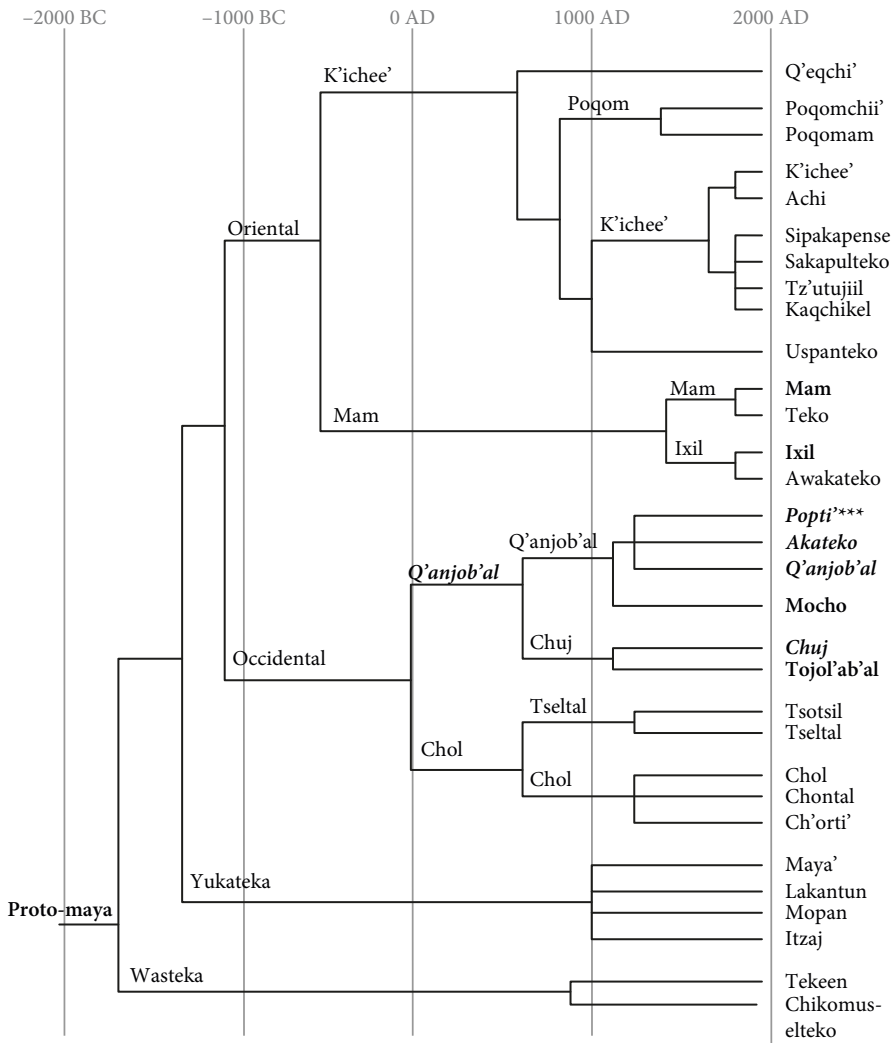 −2000 BC −1000 BC 0 AD 1000 AD 2000 AD
K’ichee’
Q’eqchi’
Poqom
Poqomchii’
Poqomam
K’ichee’
Achi
Oriental
K’ichee’
Sipakapense
Sakapulteko
Tz’utujiil
Kaqchikel
Uspanteko
Mam
Mam
Mam
Teko
Ixil
Ixil
Awakateko
Popti’***
Q’anjob’al
Akateko
Q’anjob’al
Q’anjob’al
Mocho
Chuj
Chuj
Occidental
Tojol’ab’al
Tseltal
Tsotsil
Tseltal
Chol
Chol
Chol
Chontal
Ch’orti’
Yukateka
Maya’
Lakantun
Proto-maya
Mopan
Itzaj
Wasteka
Tekeen
Chikomus-
elteko